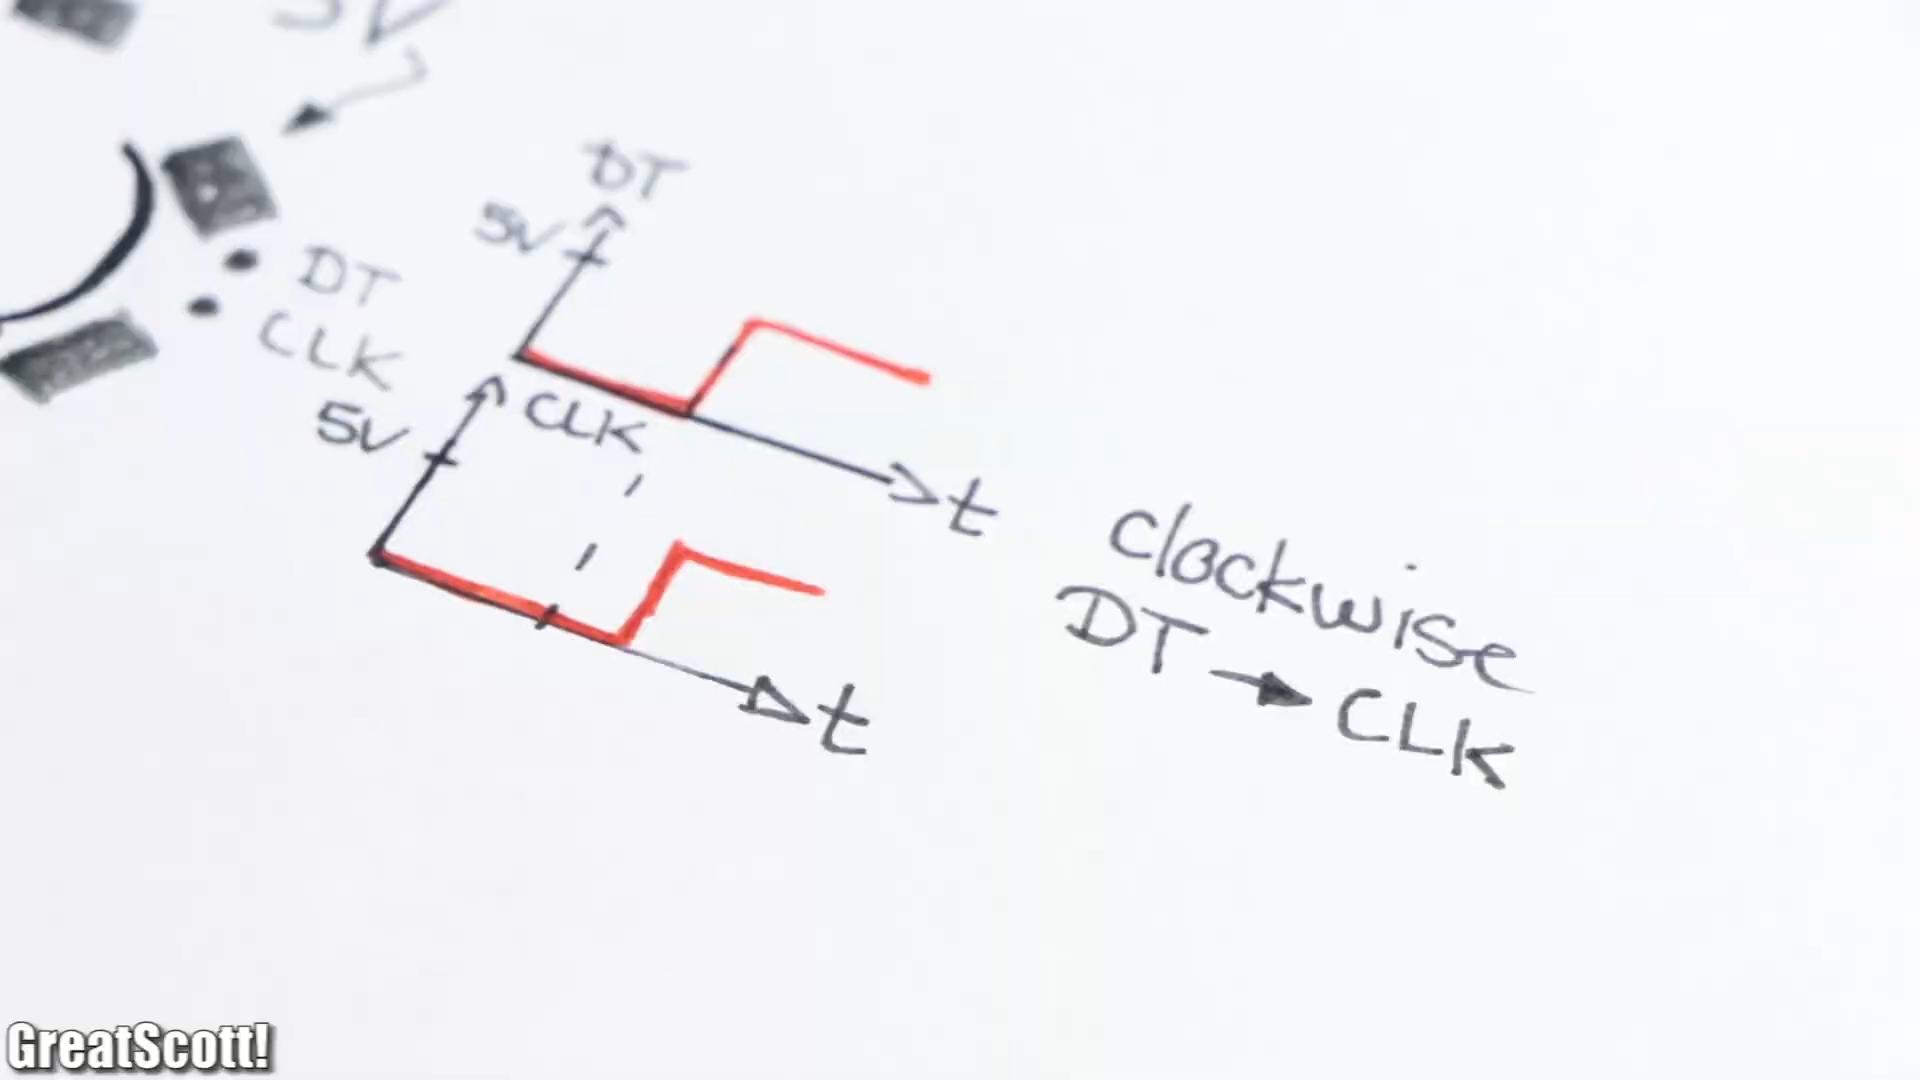 5V
DT
5V
DT
CLK
CLK
5V
t
t
clockwise
DT → CLK
GreatScott!